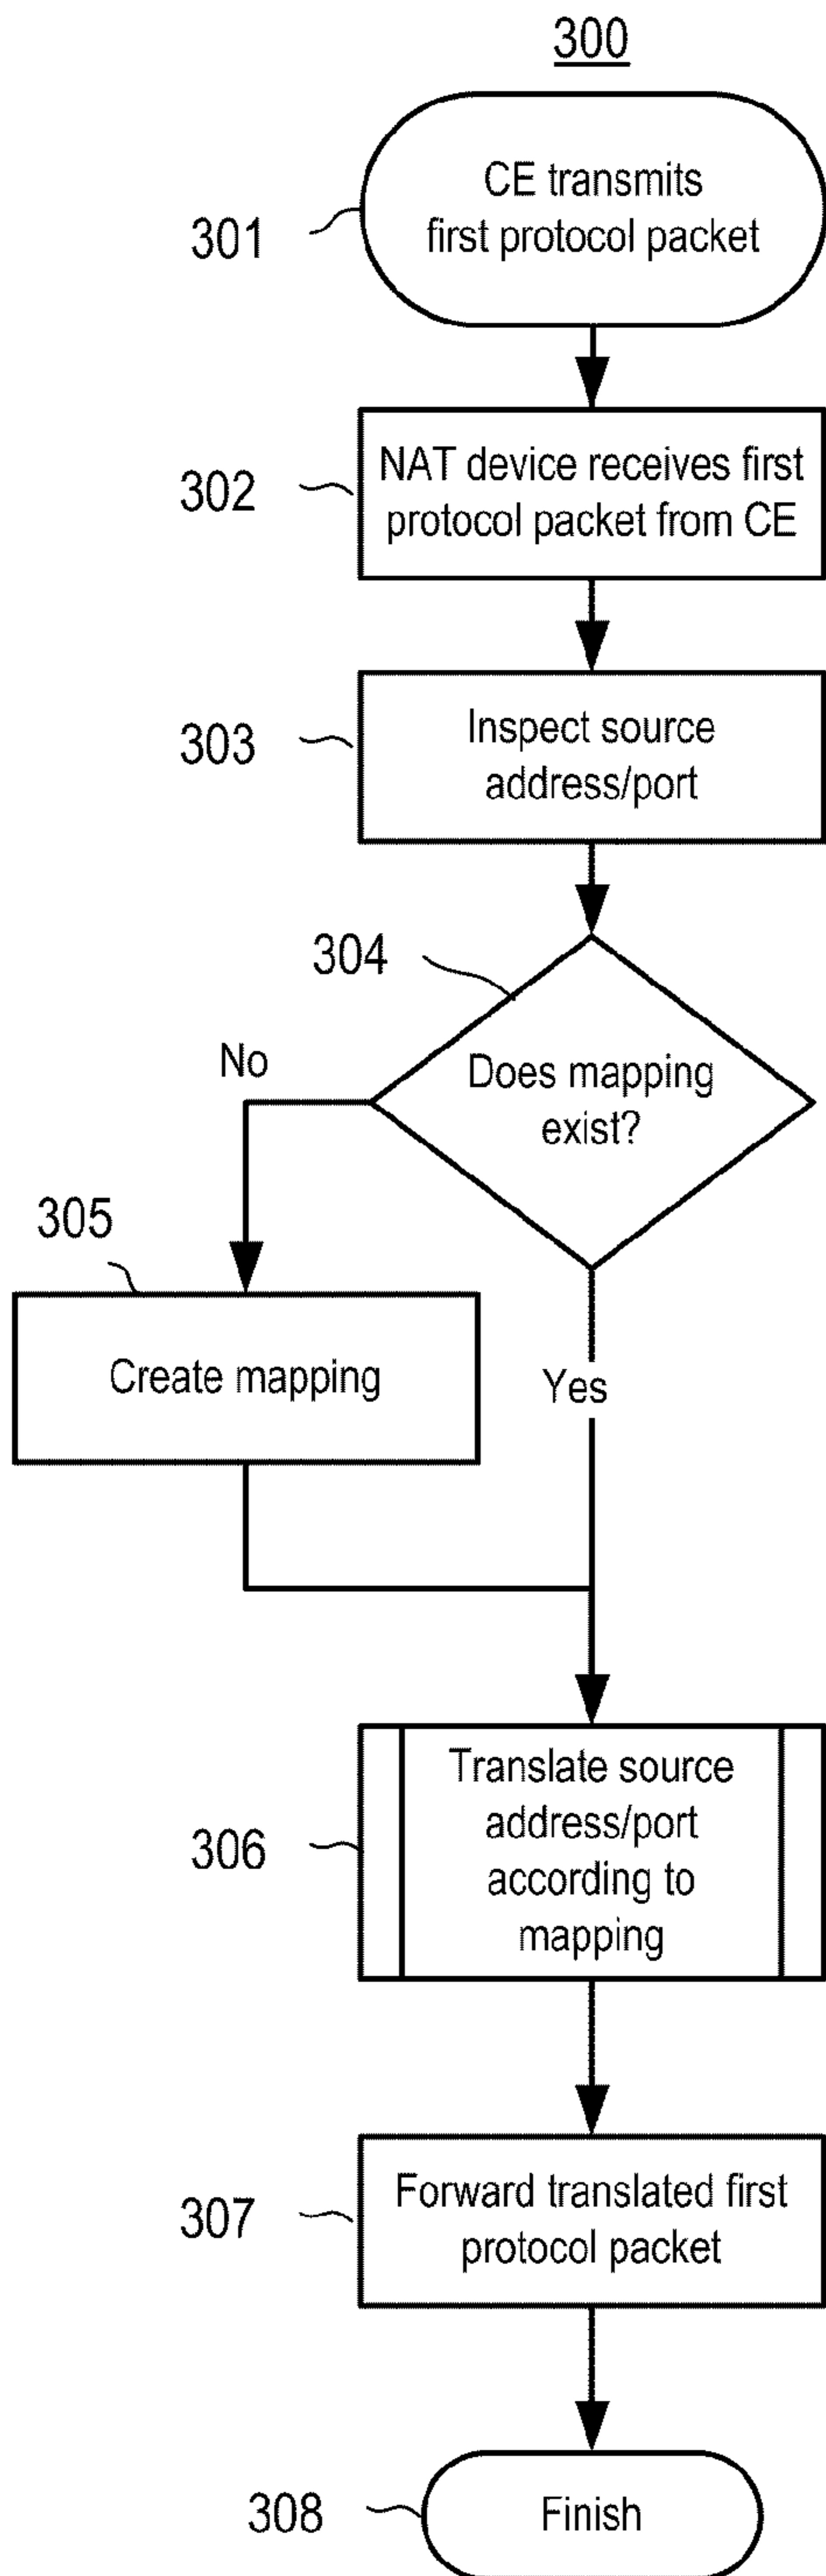 300
CE transmits
first protocol packet
301
NAT device receives first
protocol packet from CE
302
Inspect source
address/port
303
304
Does mapping
exist?
No
305
Create mapping
Yes
Translate source
address/port
according to
mapping
306
Forward translated first
protocol packet
307
308
Finish